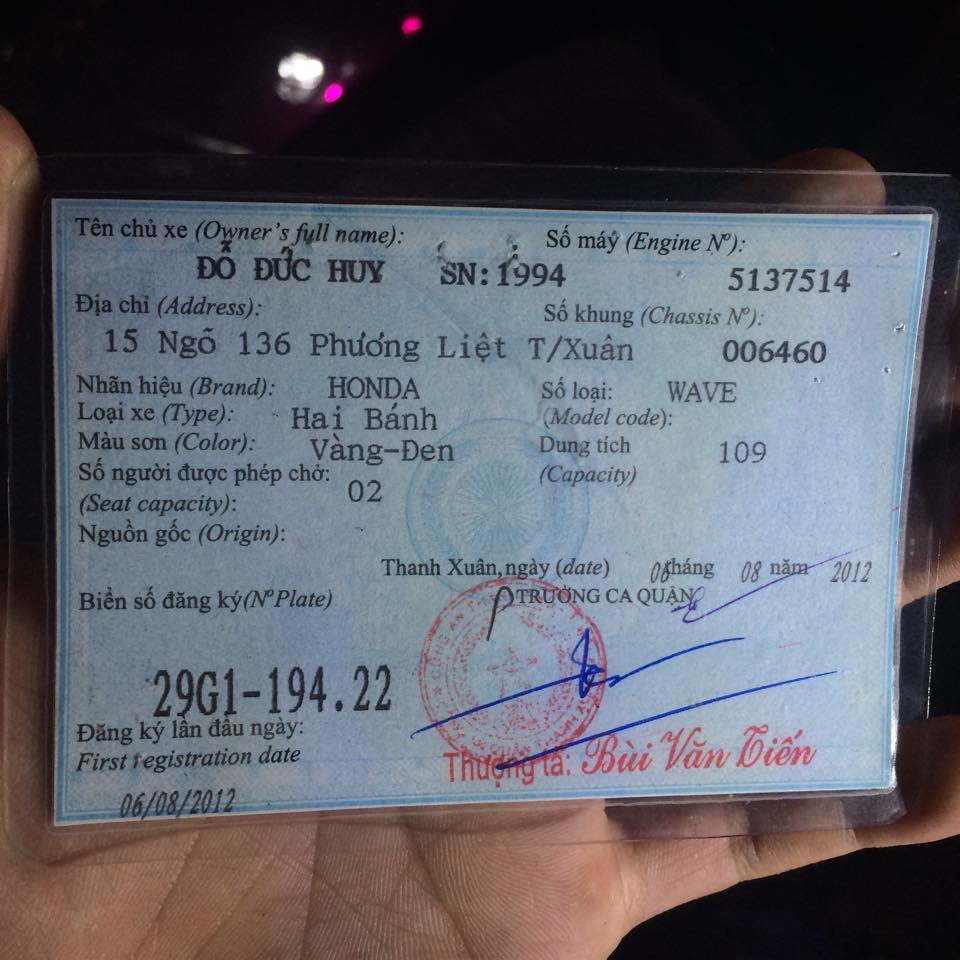 Tên chủ xe (Owner's full name): Số máy (Engine Nº):
ĐỖ ĐỨC HUY SN: 1994 5137514
Địa chỉ (Address): Số khung (Chassis Nº):
15 Ngõ 136 Phương Liệt T/Xuân 006460
Nhãn hiệu (Brand): HONDA Số loại: WAVE
Loại xe (Type): Hai Bánh (Model code):
Màu sơn (Color): Vàng-Đen Dung tích 109
Số người được phép chở: 02 (Capacity)
(Seat capacity):
Nguồn gốc (Origin):
Thanh Xuân, ngày (date) 06 tháng 08 năm 2012
Biển số đăng ký (NºPlate) P TRƯỞNG CA QUẬN
29G1-194.22
Đăng ký lần đầu ngày:
First registration date
Thượng tá: Bùi Văn Tiến
06/08/2012